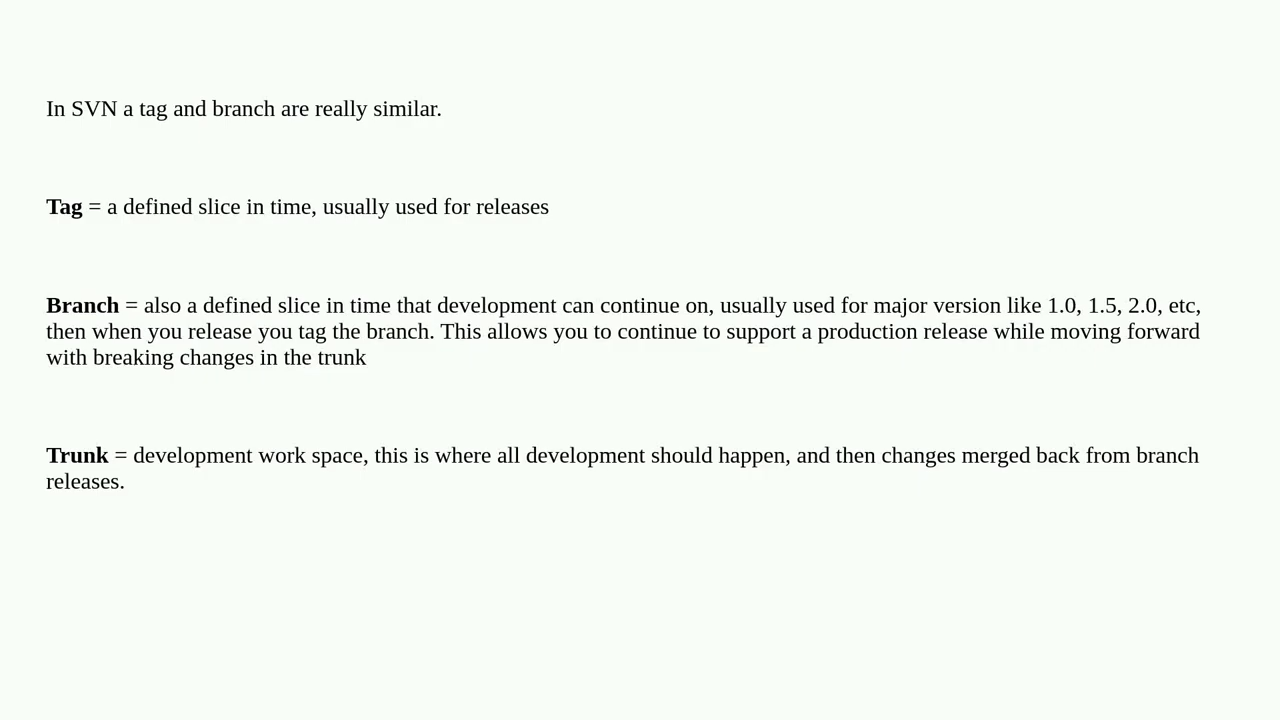 In SVN a tag and branch are really similar.
Tag = a defined slice in time, usually used for releases
Branch = also a defined slice in time that development can continue on, usually used for major version like 1.0, 1.5, 2.0, etc,
then when you release you tag the branch. This allows you to continue to support a production release while moving forward
with breaking changes in the trunk
Trunk = development work space, this is where all development should happen, and then changes merged back from branch
releases.